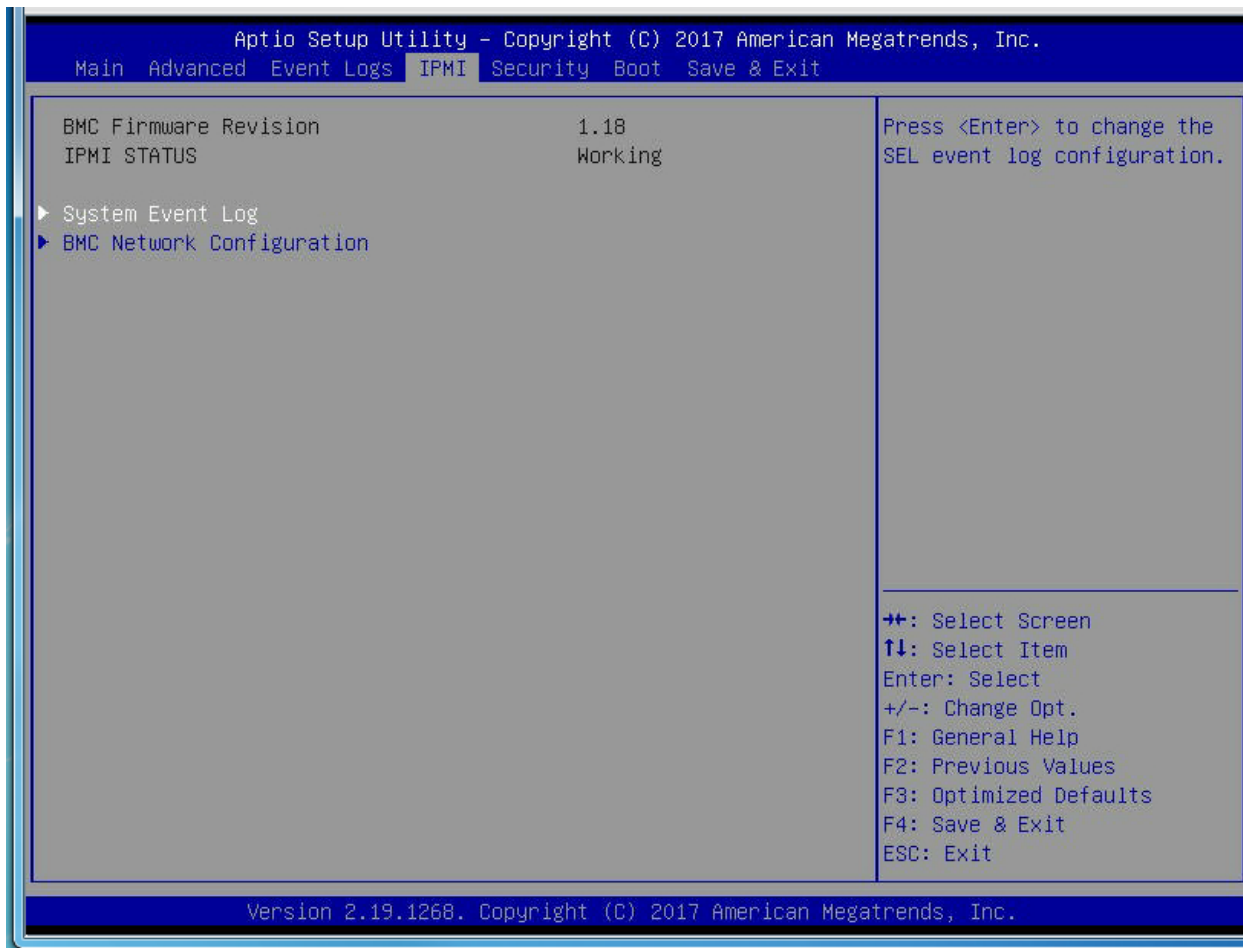 Aptio Setup Utility – Copyright (C) 2017 American Megatrends, Inc.
Main Advanced Event Logs IPMI Security Boot Save & Exit
BMC Firmware Revision 1.18
IPMI STATUS Working
System Event Log
BMC Network Configuration
Press <Enter> to change the
SEL event log configuration.
→←: Select Screen
↑↓: Select Item
Enter: Select
+/-: Change Opt.
F1: General Help
F2: Previous Values
F3: Optimized Defaults
F4: Save & Exit
ESC: Exit
Version 2.19.1268. Copyright (C) 2017 American Megatrends, Inc.